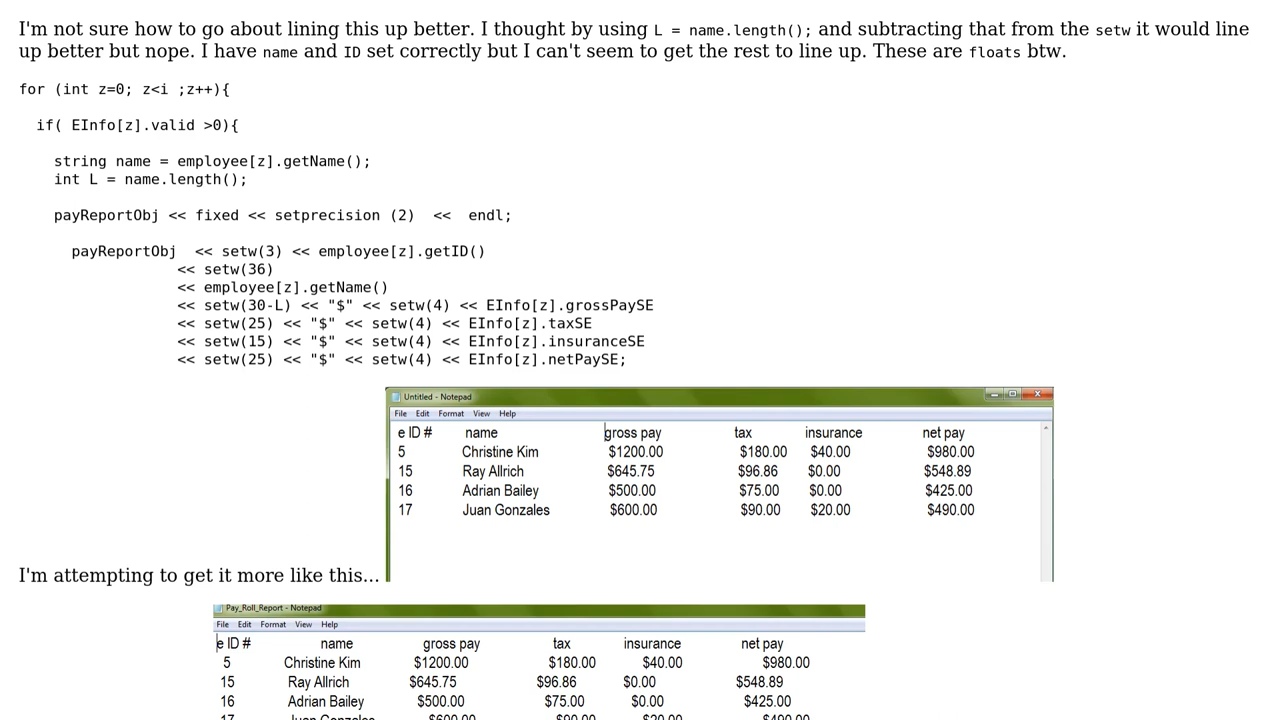 I'm not sure how to go about lining this up better. I thought by using L = name.length(); and subtracting that from the setw it would line
up better but nope. I have name and ID set correctly but I can't seem to get the rest to line up. These are floats btw.
for (int z=0; z<i ;z++){
if( EInfo[z].valid >0){
string name = employee[z].getName();
int L = name.length();
payReportObj << fixed << setprecision (2)  <<  endl;
payReportObj  << setw(3) << employee[z].getID()
<< setw(36)
<< employee[z].getName()
<< setw(30-L) << "$" << setw(4) << EInfo[z].grossPaySE
<< setw(25) << "$" << setw(4) << EInfo[z].taxSE
<< setw(15) << "$" << setw(4) << EInfo[z].insuranceSE
<< setw(25) << "$" << setw(4) << EInfo[z].netPaySE;
Untitled - Notepad
File Edit Format View Help
e ID # name gross pay tax insurance net pay
5 Christine Kim $1200.00 $180.00 $40.00 $980.00
15 Ray Allrich $645.75 $96.86 $0.00 $548.89
16 Adrian Bailey $500.00 $75.00 $0.00 $425.00
17 Juan Gonzales $600.00 $90.00 $20.00 $490.00
I'm attempting to get it more like this...
Pay_Roll_Report - Notepad
File Edit Format View Help
e ID # name gross pay tax insurance net pay
5 Christine Kim $1200.00 $180.00 $40.00 $980.00
15 Ray Allrich $645.75 $96.86 $0.00 $548.89
16 Adrian Bailey $500.00 $75.00 $0.00 $425.00
17 Juan Gonzales $600.00 $90.00 $20.00 $490.00